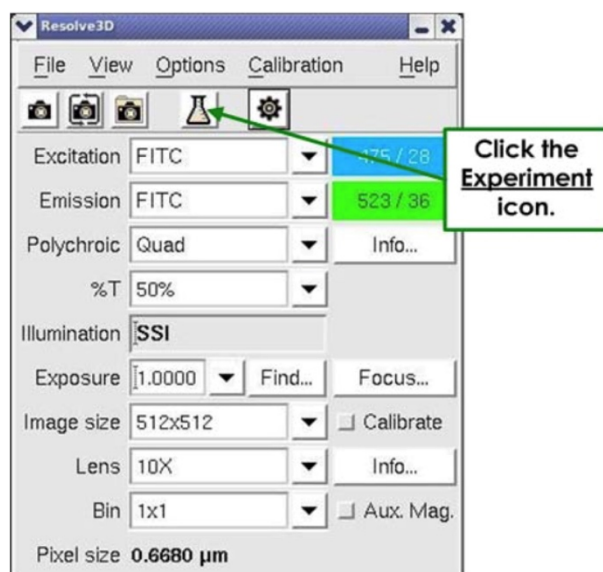 Resolve3D
File View Options Calibration Help
Excitation FITC 475 / 28
Emission FITC 523 / 36
Polychroic Quad Info...
%T 50%
Illumination SSI
Exposure 1.0000 Find... Focus...
Image size 512x512 Calibrate
Lens 10X Info...
Bin 1x1 Aux. Mag.
Pixel size 0.6680 µm
Click the
Experiment
icon.